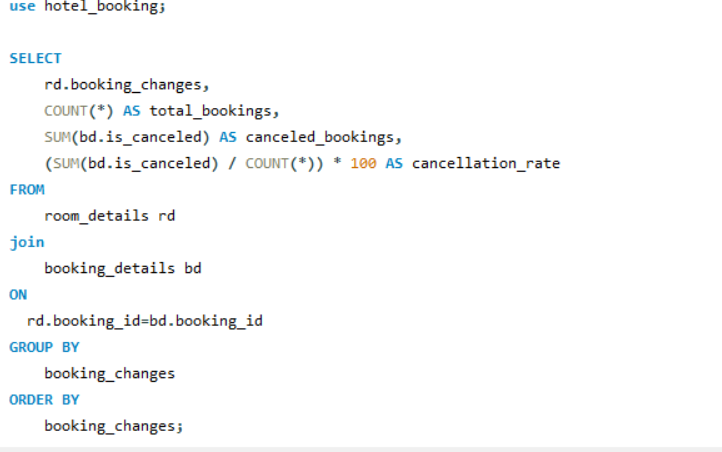 use hotel_booking;
SELECT
rd.booking_changes,
COUNT(*) AS total_bookings,
SUM(bd.is_canceled) AS canceled_bookings,
(SUM(bd.is_canceled) / COUNT(*)) * 100 AS cancellation_rate
FROM
room_details rd
join
booking_details bd
ON
rd.booking_id=bd.booking_id
GROUP BY
booking_changes
ORDER BY
booking_changes;